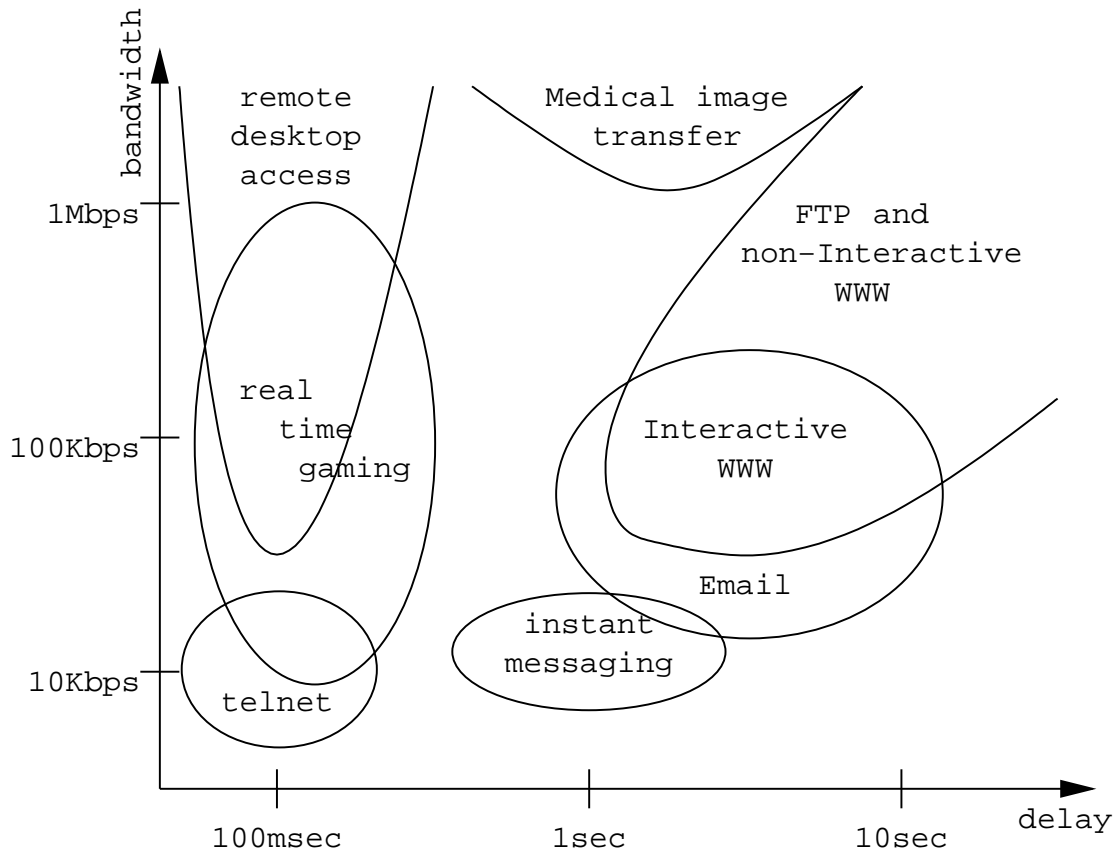 bandwidth
remote
desktop
access
Medical image
transfer
1Mbps
FTP and
non-Interactive
WWW
real
time
gaming
100Kbps
Interactive
WWW
Email
instant
messaging
10Kbps
telnet
delay
100msec
1sec
10sec